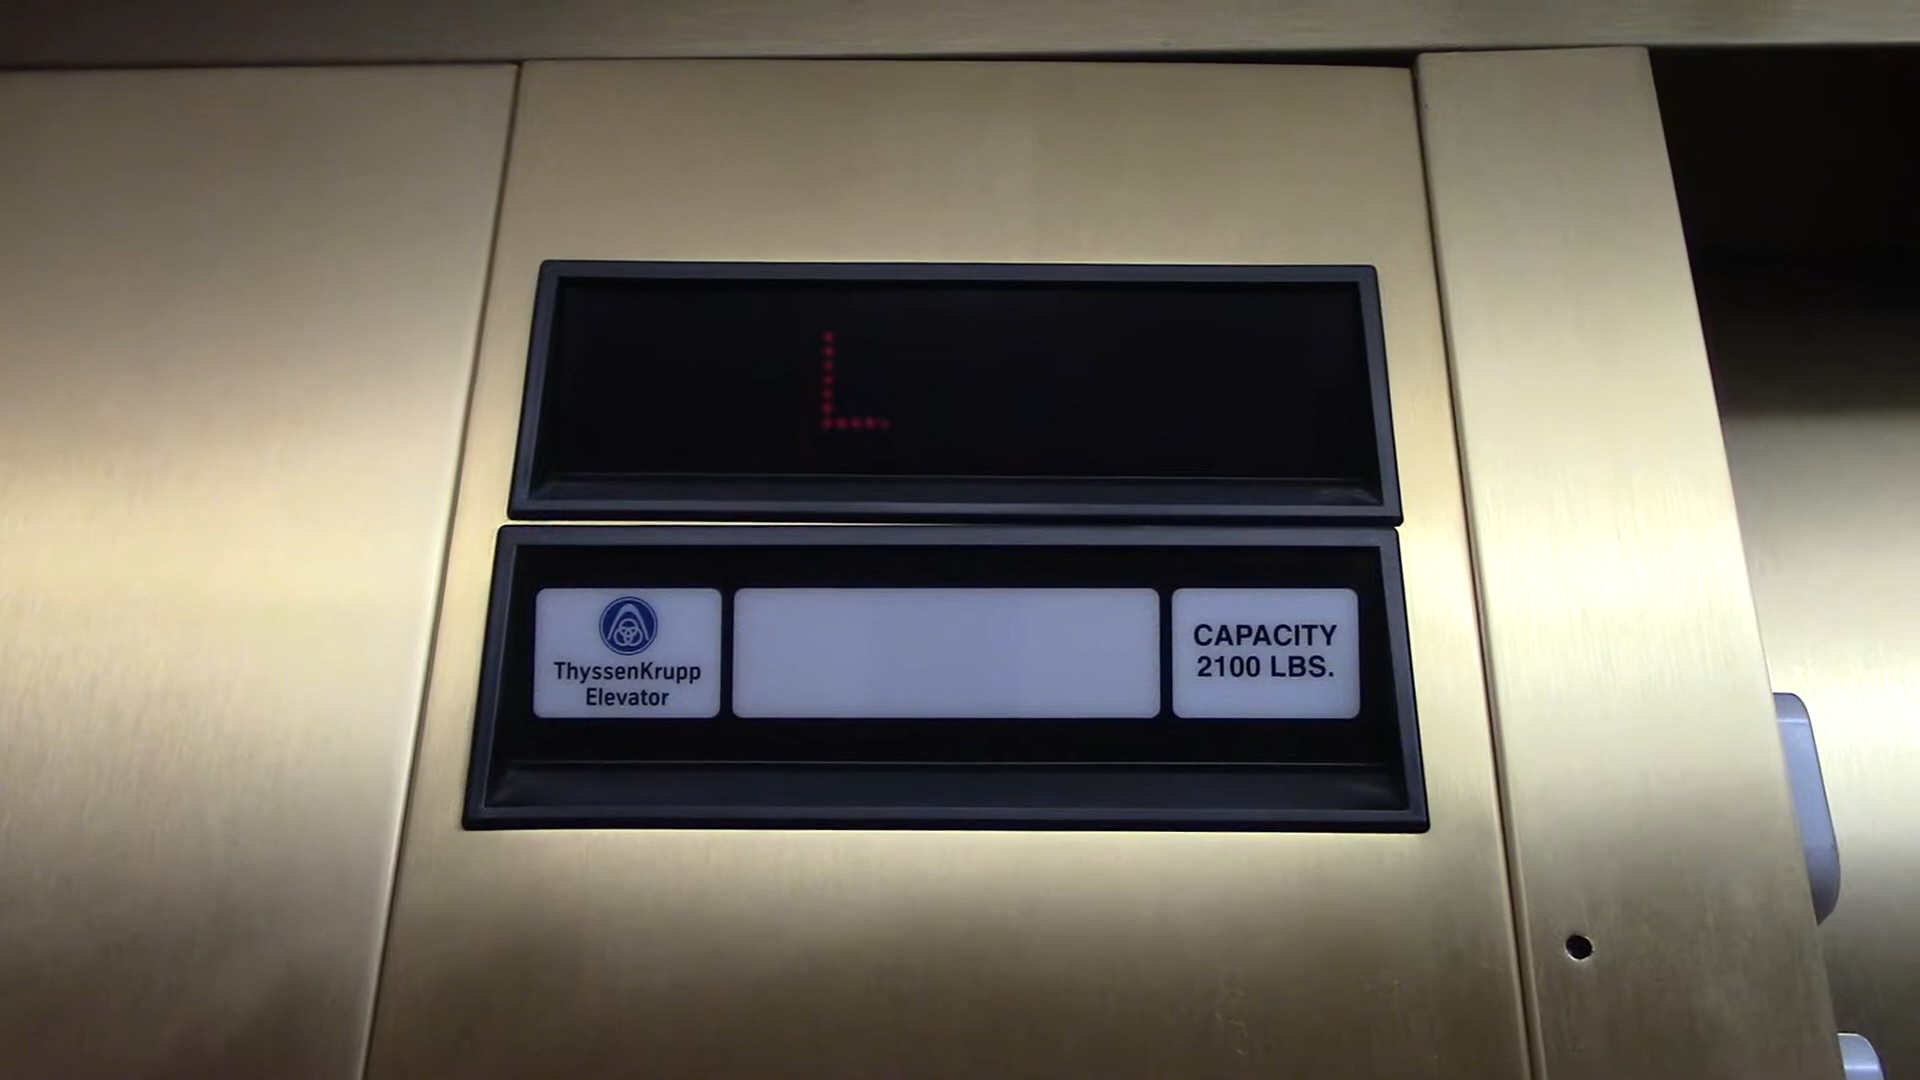 L
ThyssenKrupp
Elevator
CAPACITY
2100 LBS.